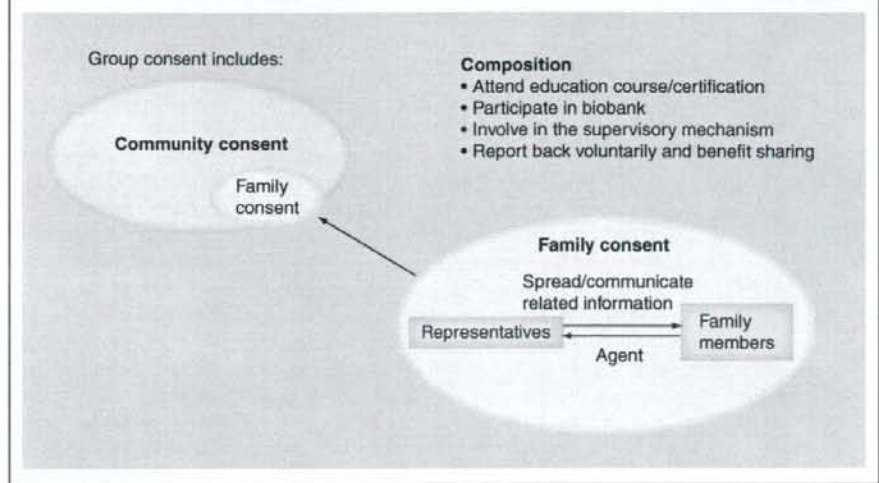 Group consent includes:
Community consent
Family
consent
Composition
• Attend education course/certification
• Participate in biobank
• Involve in the supervisory mechanism
• Report back voluntarily and benefit sharing
Family consent
Spread/communicate
related information
Representatives
Family
members
Agent